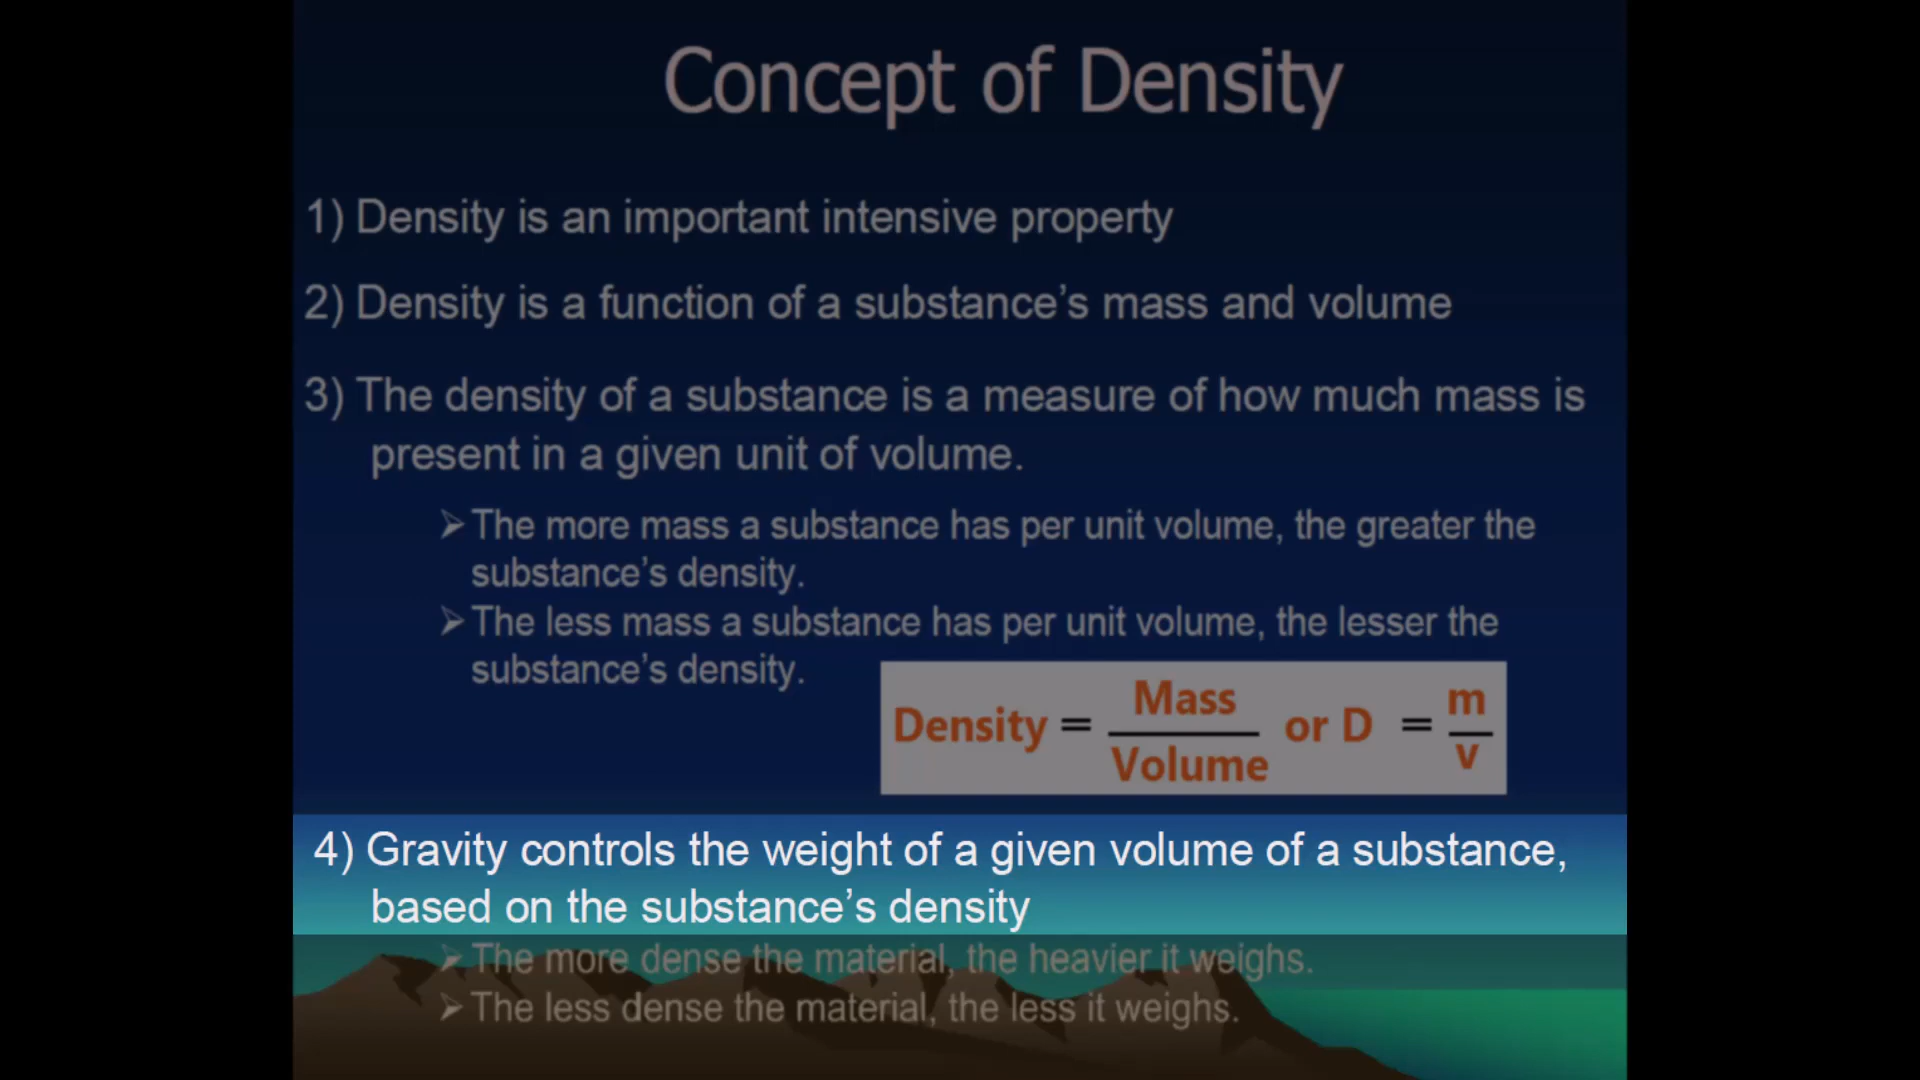 Concept of Density
1) Density is an important intensive property
2) Density is a function of a substance’s mass and volume
3) The density of a substance is a measure of how much mass is
present in a given unit of volume.
➢ The more mass a substance has per unit volume, the greater the
substance’s density.
➢ The less mass a substance has per unit volume, the lesser the
substance’s density.
Density = Mass / Volume or D = m / v
4) Gravity controls the weight of a given volume of a substance,
based on the substance’s density
➢ The more dense the material, the heavier it weighs.
➢ The less dense the material, the less it weighs.